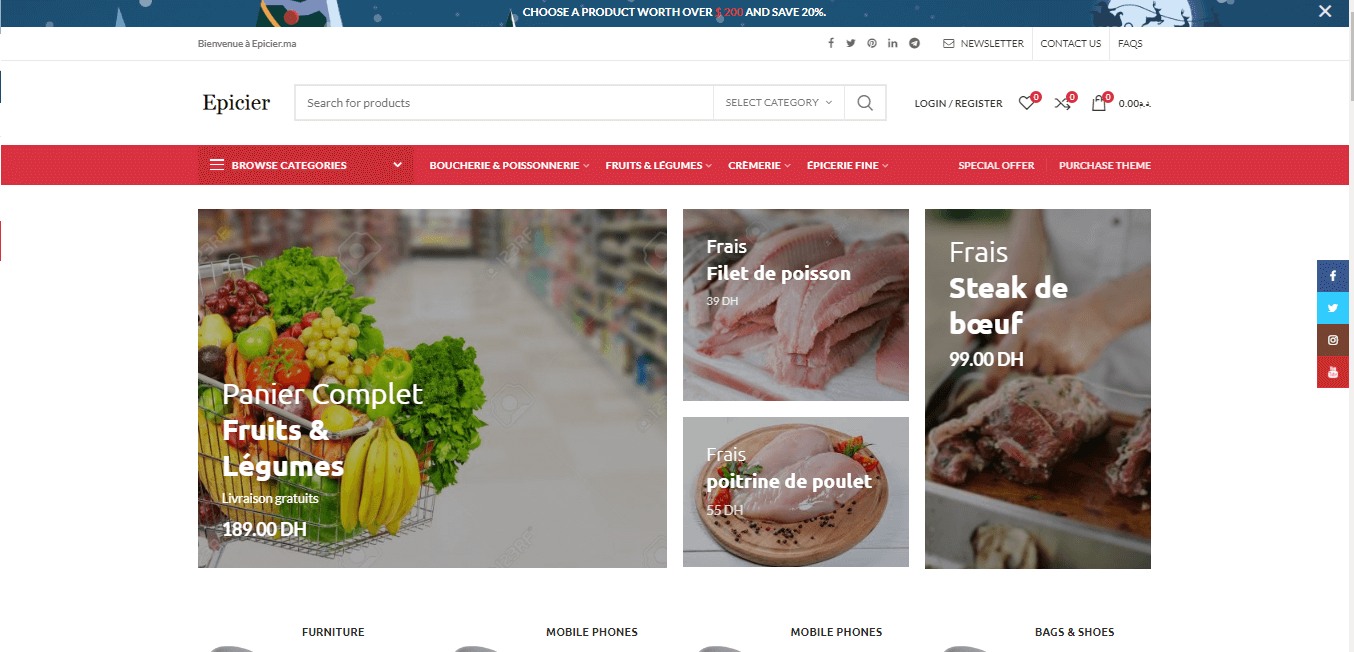 CHOOSE A PRODUCT WORTH OVER $ 200 AND SAVE 20%.
Bienvenue à Epicier.ma
NEWSLETTER
CONTACT US
FAQS
Epicier
Search for products
SELECT CATEGORY
LOGIN / REGISTER
0
0
0
0.00د.م.
BROWSE CATEGORIES
BOUCHERIE & POISSONNERIE
FRUITS & LÉGUMES
CRÈMERIE
ÉPICERIE FINE
SPECIAL OFFER
PURCHASE THEME
Panier Complet
Fruits &
Légumes
Livraison gratuits
189.00 DH
Frais
Filet de poisson
39 DH
Frais
poitrine de poulet
55 DH
Frais
Steak de
bœuf
99.00 DH
FURNITURE
MOBILE PHONES
MOBILE PHONES
BAGS & SHOES